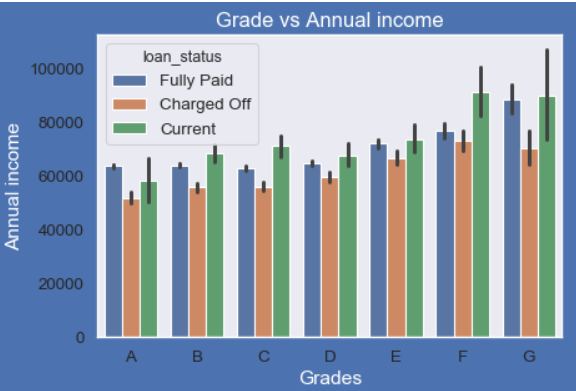 Grade vs Annual income
loan_status
Fully Paid
Charged Off
Current
Annual income
100000
80000
60000
40000
20000
0
A B C D E F G
Grades